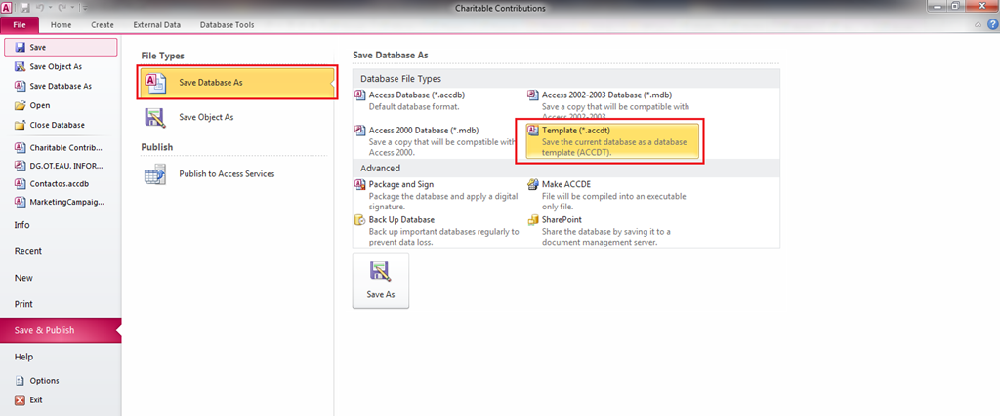 Charitable Contributions
File Home Create External Data Database Tools
Save
Save Object As
Save Database As
Open
Close Database
Charitable Contrib...
DG.OT.EAU. INFOR...
Contactos.accdb
MarketingCampaig...
Info
Recent
New
Print
Save & Publish
Help
Options
Exit
File Types
Save Database As
Save Object As
Publish
Publish to Access Services
Save Database As
Database File Types
Access Database (*.accdb)
Default database format.
Access 2002-2003 Database (*.mdb)
Save a copy that will be compatible with
Access 2002-2003.
Access 2000 Database (*.mdb)
Save a copy that will be compatible with
Access 2000.
Template (*.accdt)
Save the current database as a database
template (ACCDT).
Advanced
Package and Sign
Package the database and apply a digital
signature.
Make ACCDE
File will be compiled into an executable
only file.
Back Up Database
Back up important databases regularly to
prevent data loss.
SharePoint
Share the database by saving it to a
document management server.
Save As